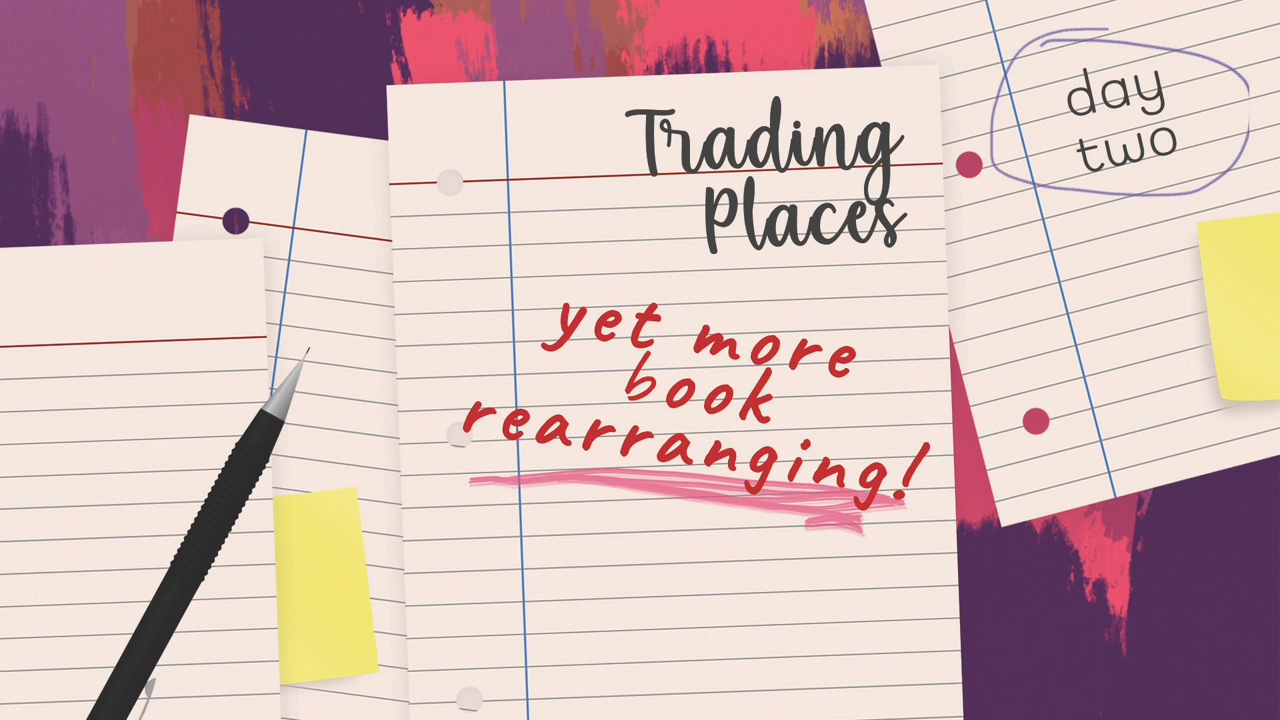 Trading
Places
yet more
book
rearranging!
day
two